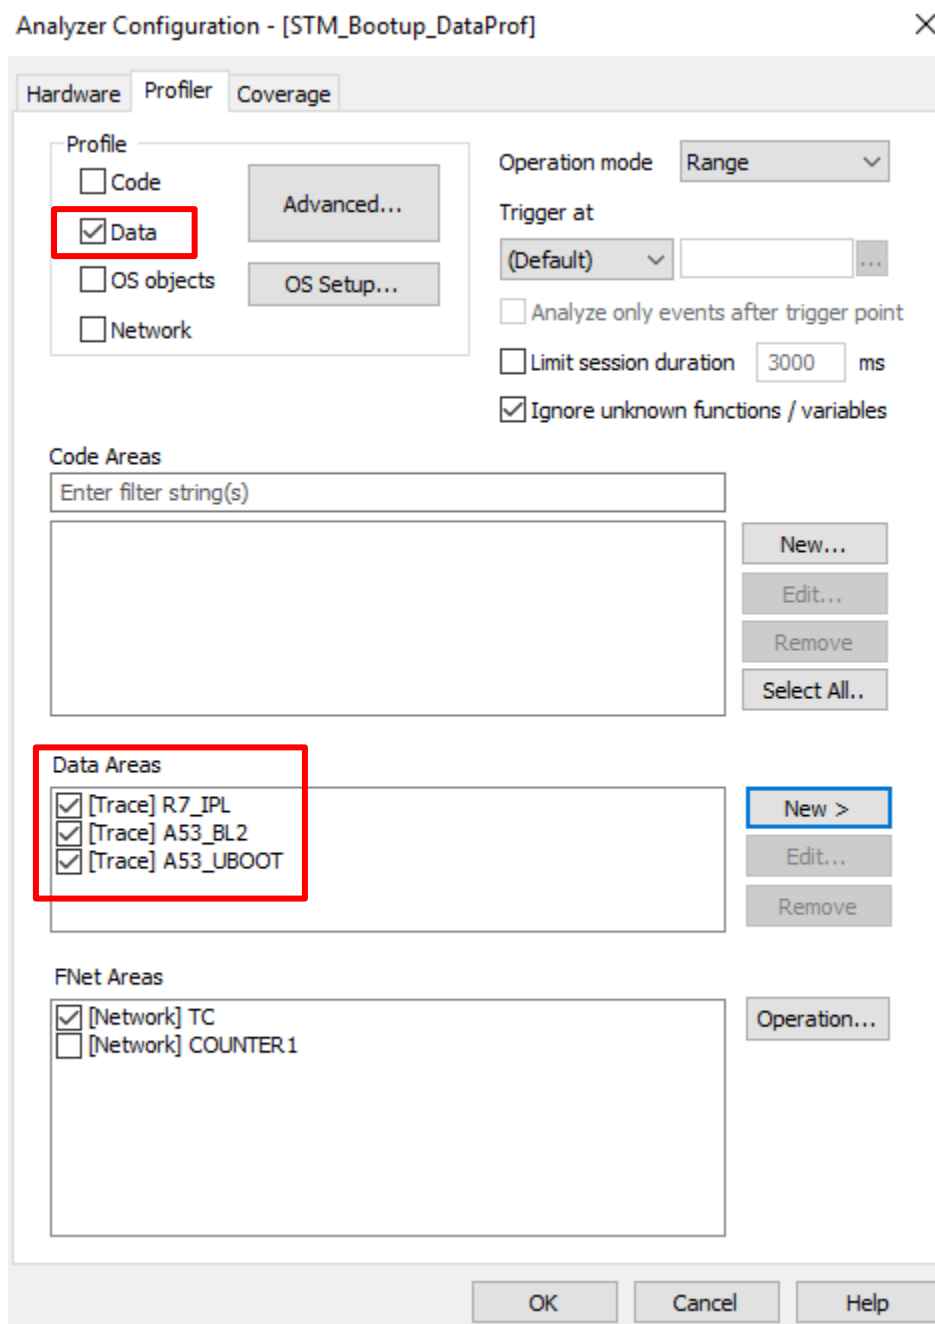 Analyzer Configuration - [STM_Bootup_DataProf]
Hardware
Profiler
Coverage
Profile
Code
Data
OS objects
Network
Advanced...
OS Setup...
Operation mode
Range
Trigger at
(Default)
...
Analyze only events after trigger point
Limit session duration
3000
ms
Ignore unknown functions / variables
Code Areas
Enter filter string(s)
New...
Edit...
Remove
Select All..
Data Areas
[Trace] R7_IPL
[Trace] A53_BL2
[Trace] A53_UBOOT
New >
Edit...
Remove
FNet Areas
[Network] TC
[Network] COUNTER1
Operation...
OK
Cancel
Help